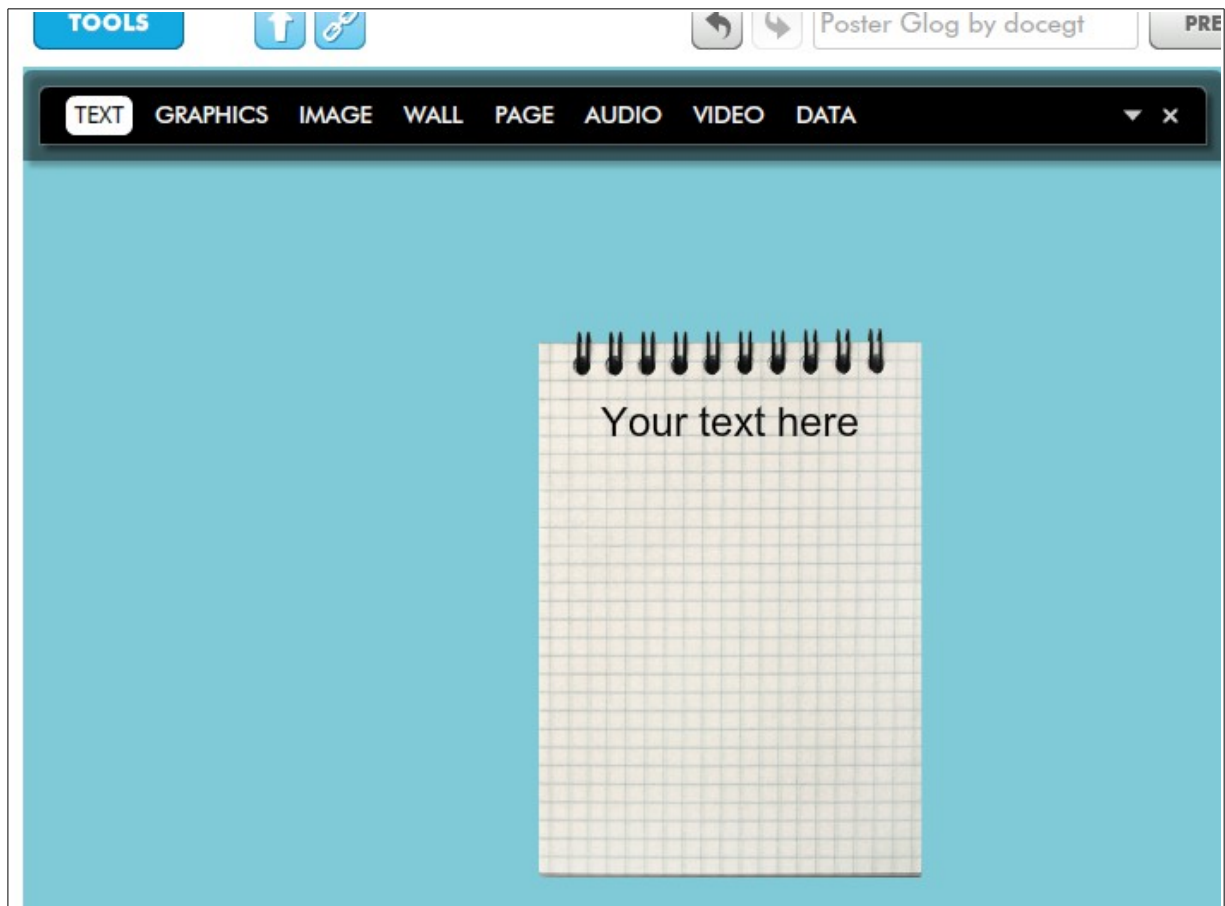 TOOLS
Poster Glog by docegt
PRE
TEXT GRAPHICS IMAGE WALL PAGE AUDIO VIDEO DATA
Your text here